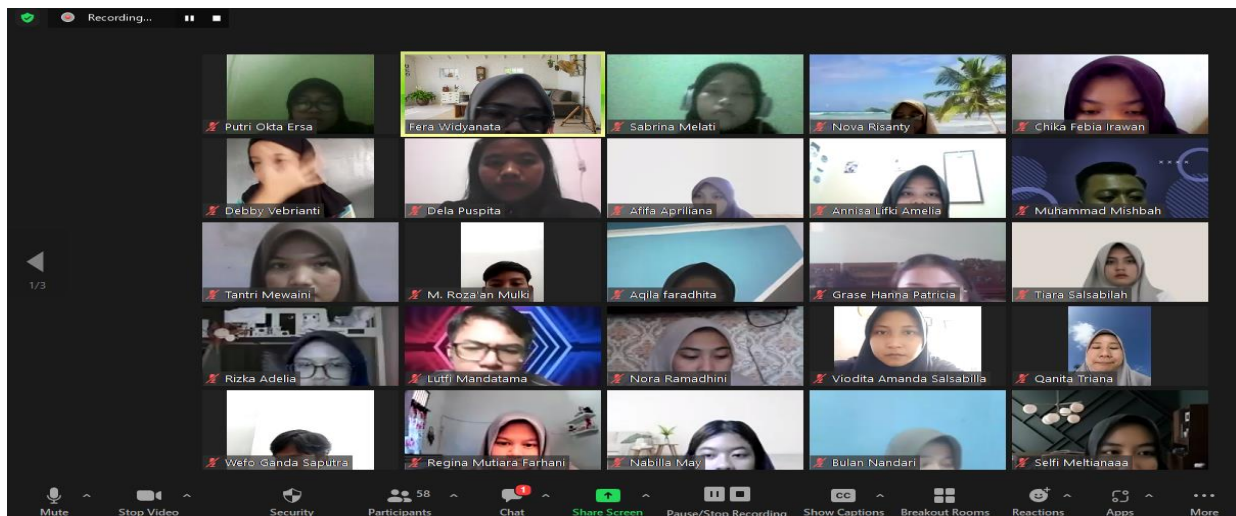 Recording...
Putri Okta Ersa
Fera Widyanata
Sabrina Melati
Nova Risanty
Chika Febia Irawan
Debby Vebrianti
Dela Puspita
Afifa Apriliana
Annisa Lifki Amelia
Muhammad Mishbah
1/3
Tantri Mewaini
M. Roza'an Mulki
Aqila faradhita
Grase Hanna Patricia
Tiara Salsabilah
Rizka Adelia
Lutfi Mandatama
Nora Ramadhini
Viodita Amanda Salsabilla
Qanita Triana
Wefo Ganda Saputra
Regina Mutiara Farhani
Nabilla May
Bulan Nandari
Selfi Meltianaaa
58
1
CC
Mute
Stop Video
Security
Participants
Chat
Share Screen
Pause/Stop Recording
Show Captions
Breakout Rooms
Reactions
Apps
More